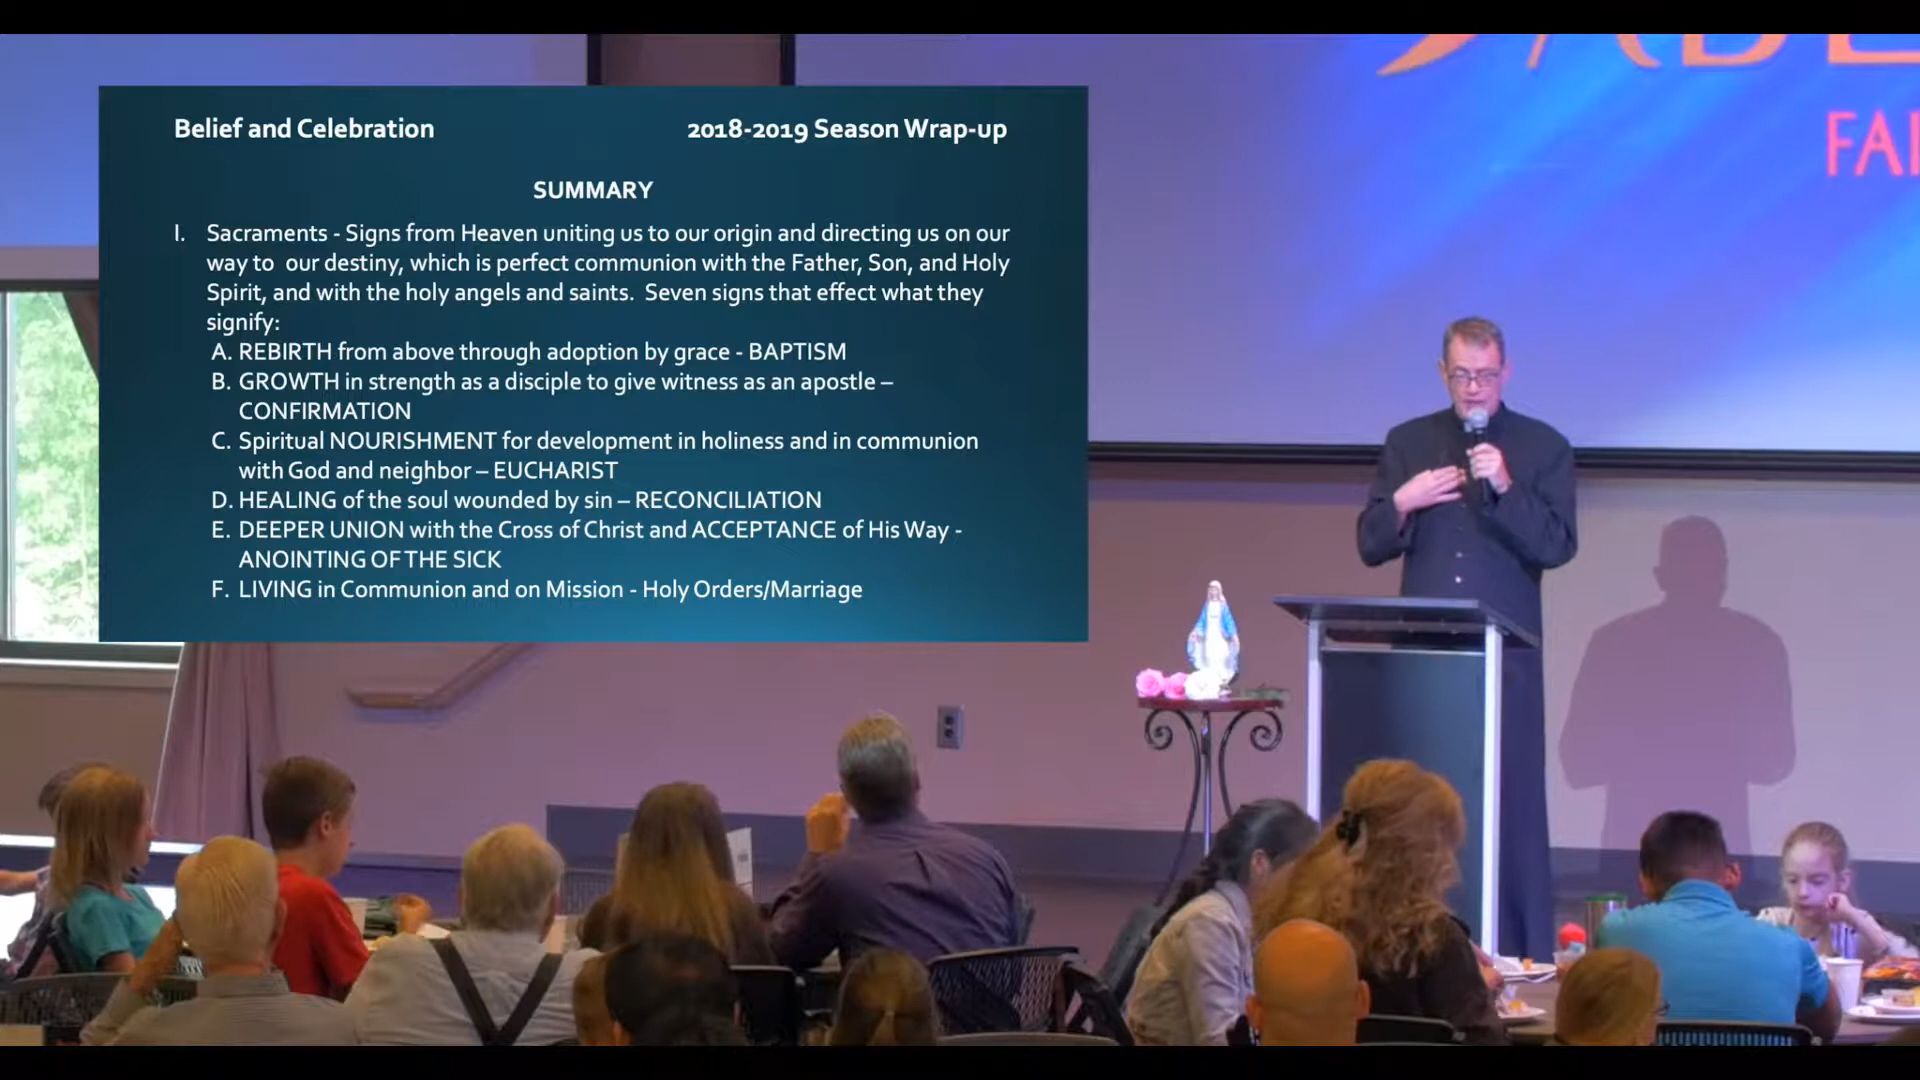 Belief and Celebration 2018-2019 Season Wrap-up
SUMMARY
I. Sacraments - Signs from Heaven uniting us to our origin and directing us on our
way to our destiny, which is perfect communion with the Father, Son, and Holy
Spirit, and with the holy angels and saints. Seven signs that effect what they
signify:
A. REBIRTH from above through adoption by grace - BAPTISM
B. GROWTH in strength as a disciple to give witness as an apostle –
CONFIRMATION
C. Spiritual NOURISHMENT for development in holiness and in communion
with God and neighbor – EUCHARIST
D. HEALING of the soul wounded by sin – RECONCILIATION
E. DEEPER UNION with the Cross of Christ and ACCEPTANCE of His Way -
ANOINTING OF THE SICK
F. LIVING in Communion and on Mission - Holy Orders/Marriage